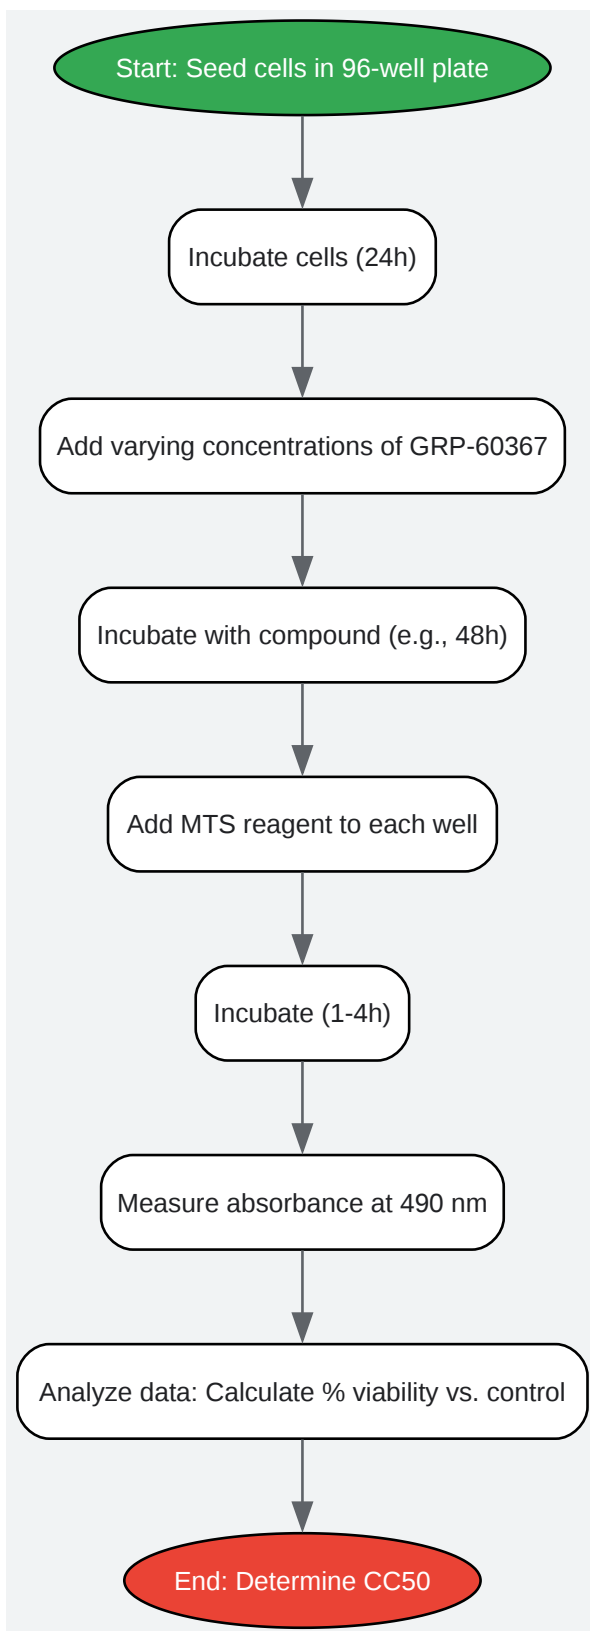 Start: Seed cells in 96-well plate
Incubate cells (24h)
Add varying concentrations of GRP-60367
Incubate with compound (e.g., 48h)
Add MTS reagent to each well
Incubate (1-4h)
Measure absorbance at 490 nm
Analyze data: Calculate % viability vs. control
End: Determine CC50